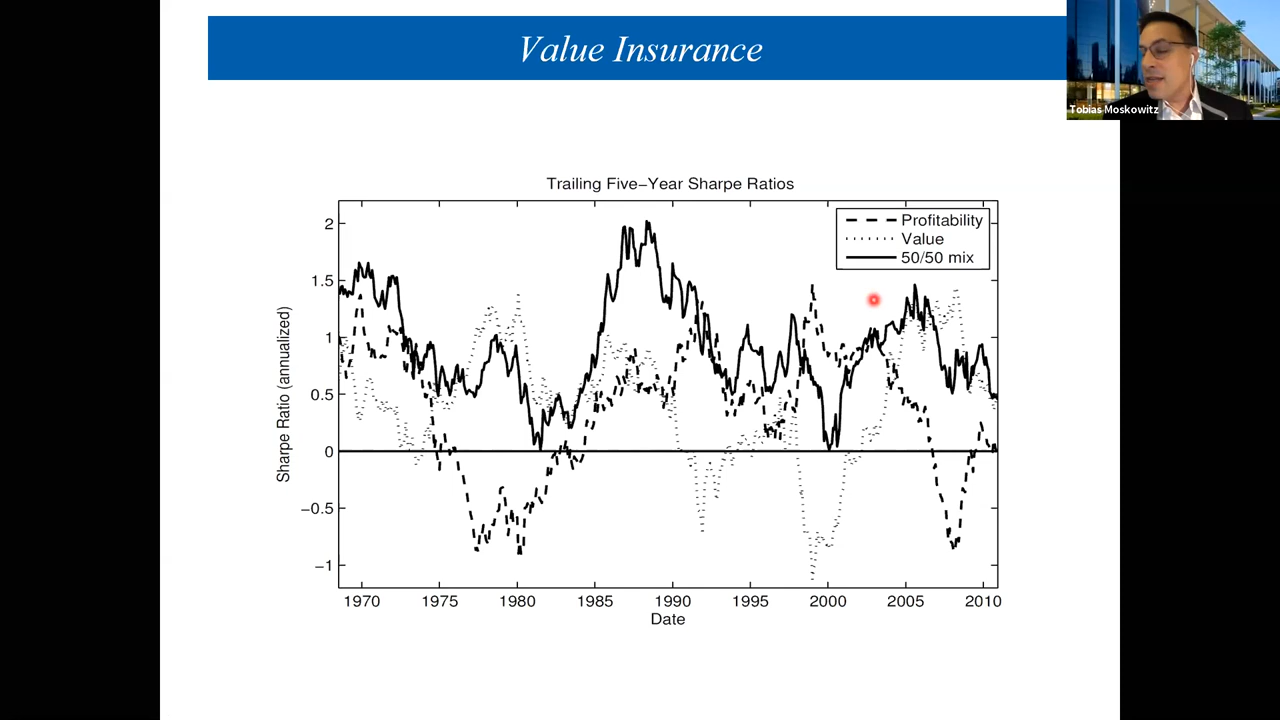 Value Insurance
Tobias Moskowitz
Trailing Five−Year Sharpe Ratios
Profitability
Value
50/50 mix
Sharpe Ratio (annualized)
2
1.5
1
0.5
0
−0.5
−1
1970 1975 1980 1985 1990 1995 2000 2005 2010
Date